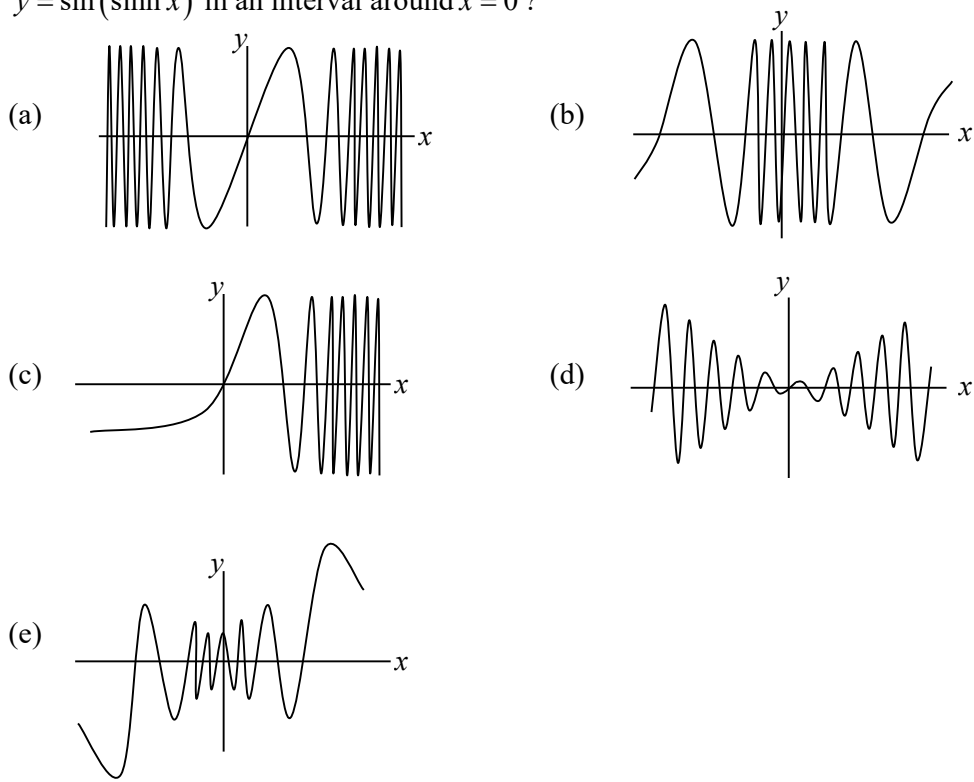 y = sin(sinh x) in an interval around x = 0 ?
(a) y x
(b) y x
(c) y x
(d) y x
(e) y x